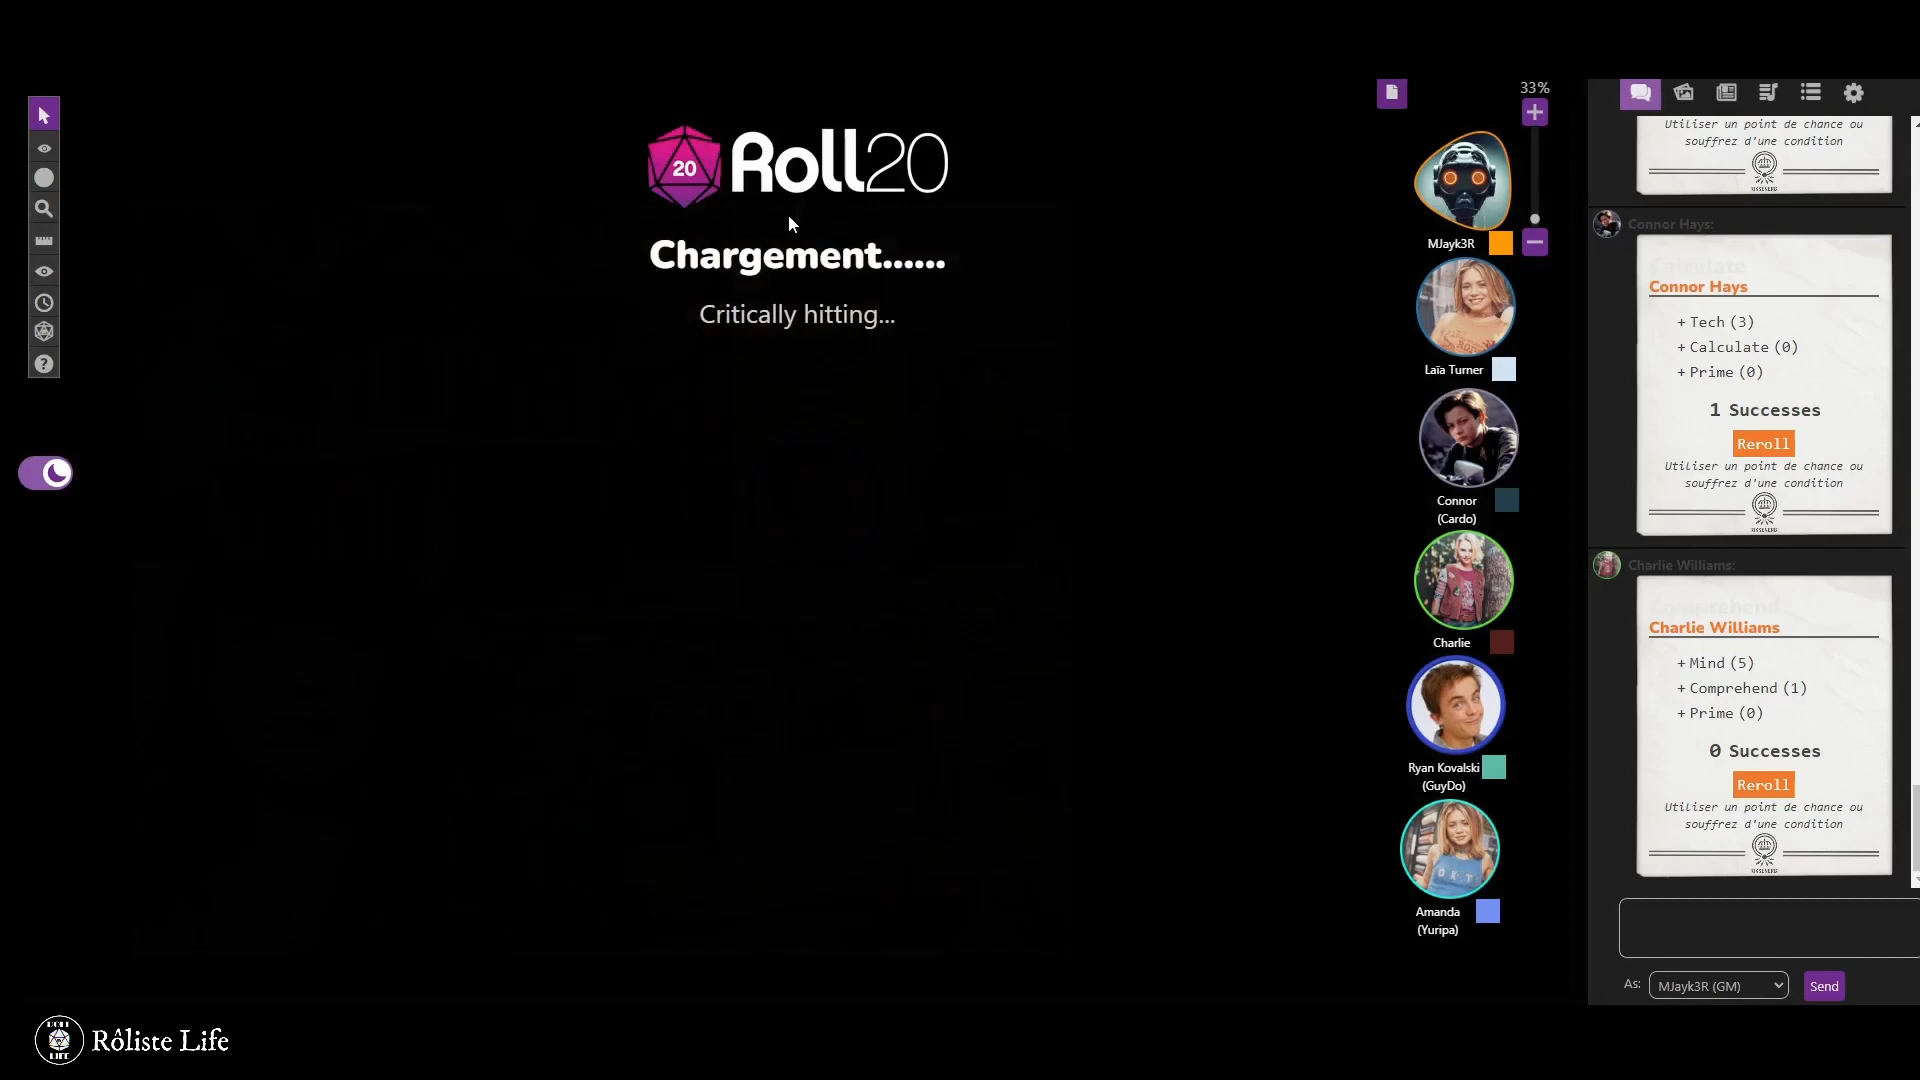 20
Roll20
Chargement......
Critically hitting...
33%
MJayk3R
Laïa Turner
Connor
(Cardo)
Charlie
Ryan Kovalski
(GuyDo)
Amanda
(Yuripa)
Utiliser un point de chance ou
souffrez d'une condition
Connor Hays:
Calculate
Connor Hays
+ Tech (3)
+ Calculate (0)
+ Prime (0)
1 Successes
Reroll
Utiliser un point de chance ou
souffrez d'une condition
Charlie Williams:
Comprehend
Charlie Williams
+ Mind (5)
+ Comprehend (1)
+ Prime (0)
0 Successes
Reroll
Utiliser un point de chance ou
souffrez d'une condition
As:
MJayk3R (GM)
Send
Rôliste Life